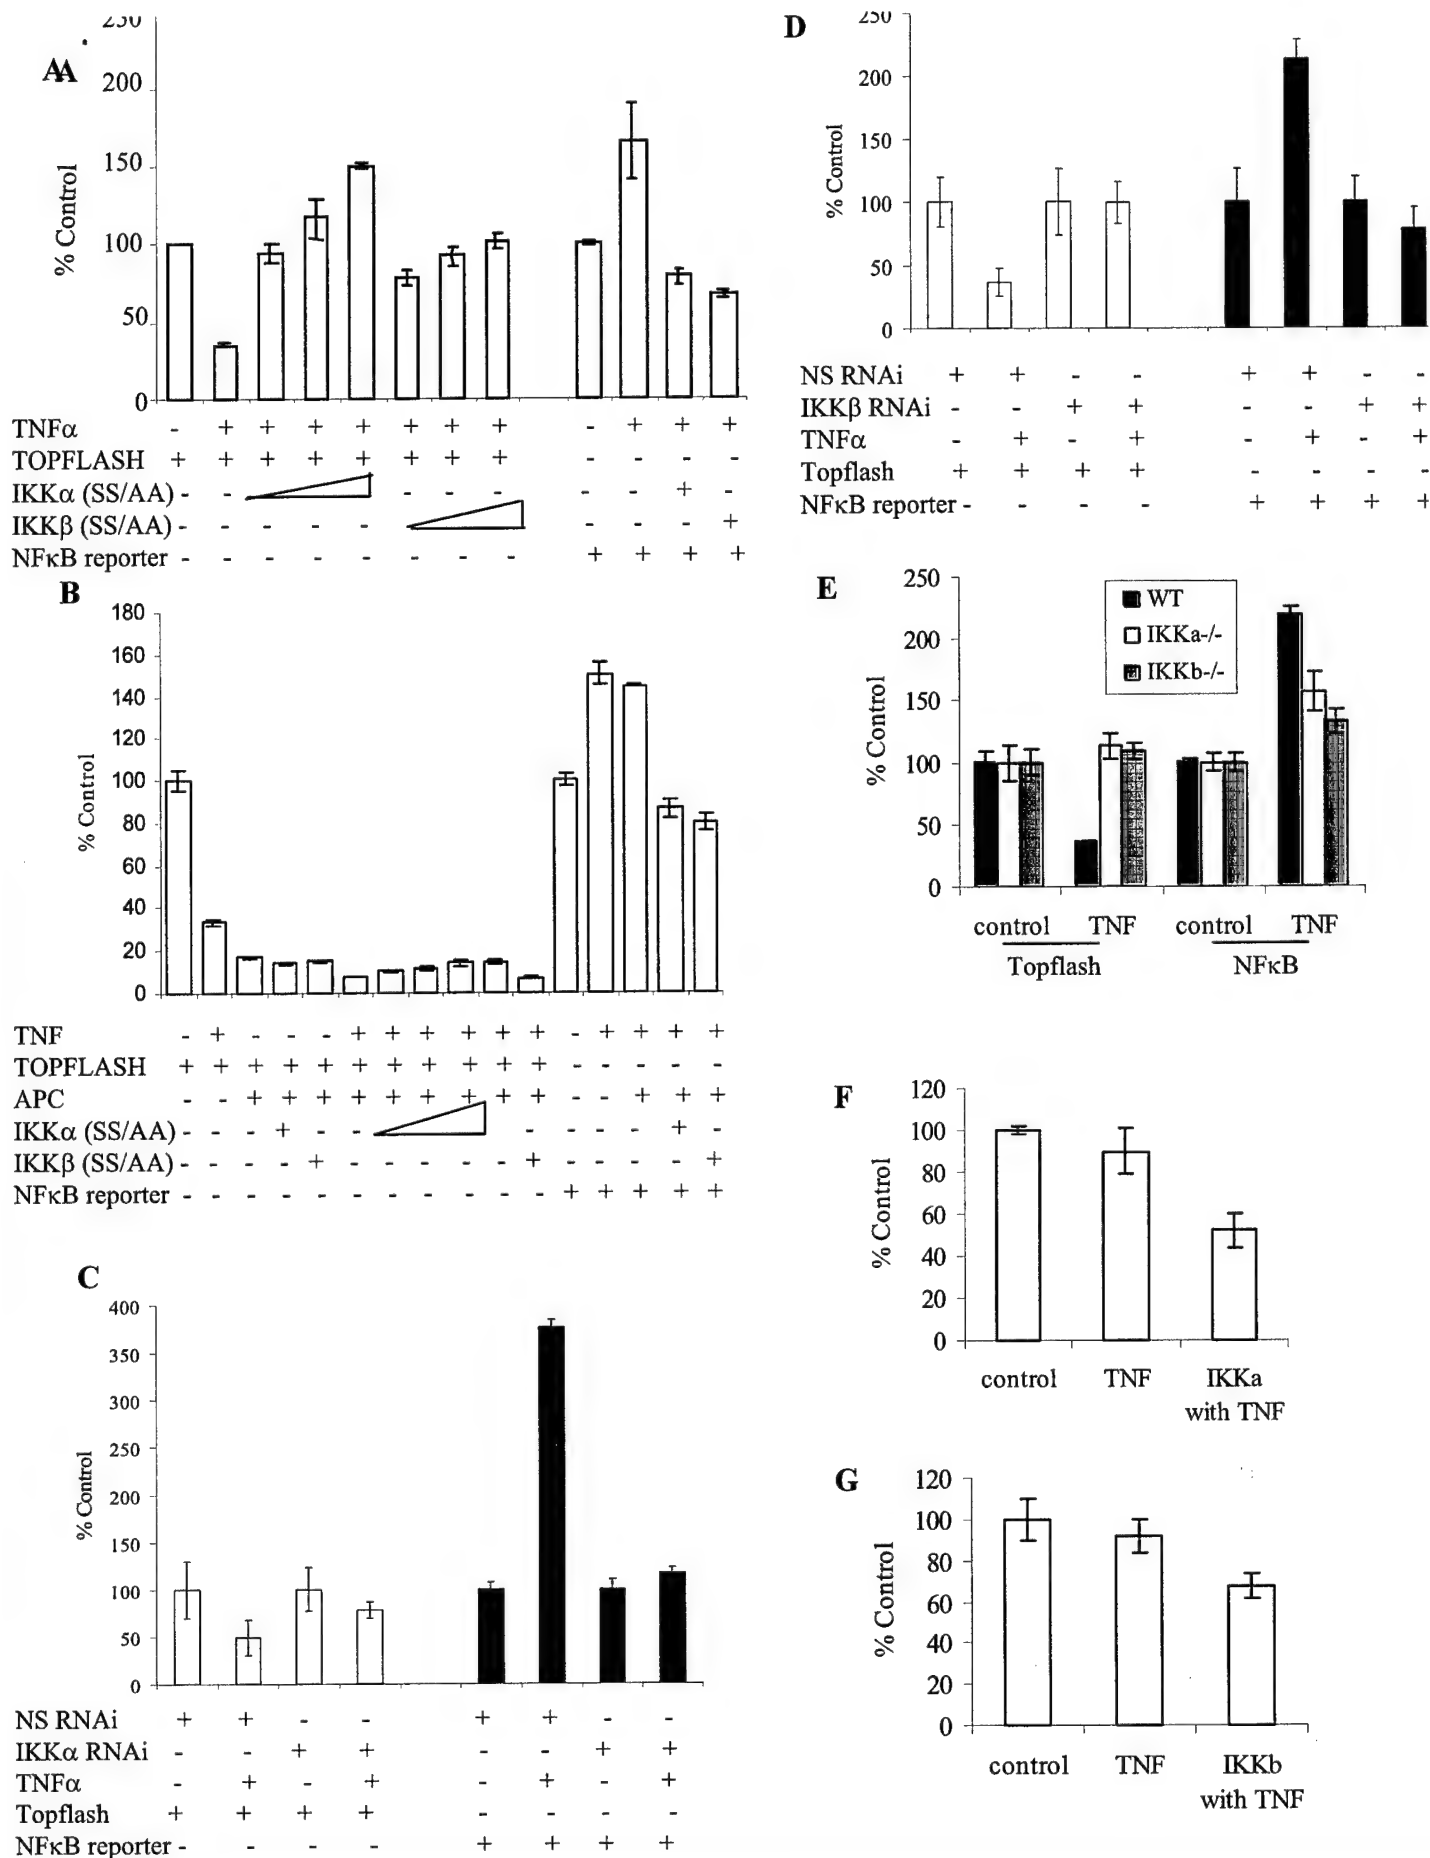 AA
250
200
150
100
50
0
% Control
TNFα - + + + + + + + - + + +
TOPFLASH + + + + + + + + - - - -
IKKα (SS/AA) - - - - - - - + -
IKKβ (SS/AA) - - - - - - - - +
NFκB reporter - - - - - - - - + + + +
B
180
160
140
120
100
80
60
40
20
0
% Control
TNF - + - - - + + + + + + - + + + +
TOPFLASH + + + + + + + + + + + - - - - -
APC - - + + + + + + + + + - - + + +
IKKα (SS/AA) - - - + - - - - - - + -
IKKβ (SS/AA) - - - - + - - - - - + - - - - +
NFκB reporter - - - - - - - - - - - + + + + +
C
400
350
300
250
200
150
100
50
0
% Control
NS RNAi + + - - + + - -
IKKα RNAi - - + + - - + +
TNFα - + - + - + - +
Topflash + + + + - - - -
NFκB reporter - - - - + + + +
D
250
200
150
100
50
0
% Control
NS RNAi + + - - + + - -
IKKβ RNAi - - + + - - + +
TNFα - + - + - + - +
Topflash + + + + - - - -
NFκB reporter - - - - + + + +
E
250
200
150
100
50
0
% Control
WT
IKKa-/-
IKKb-/-
control TNF control TNF
Topflash NFκB
F
120
100
80
60
40
20
0
% Control
control TNF IKKa
with TNF
G
120
100
80
60
40
20
0
% Control
control TNF IKKb
with TNF